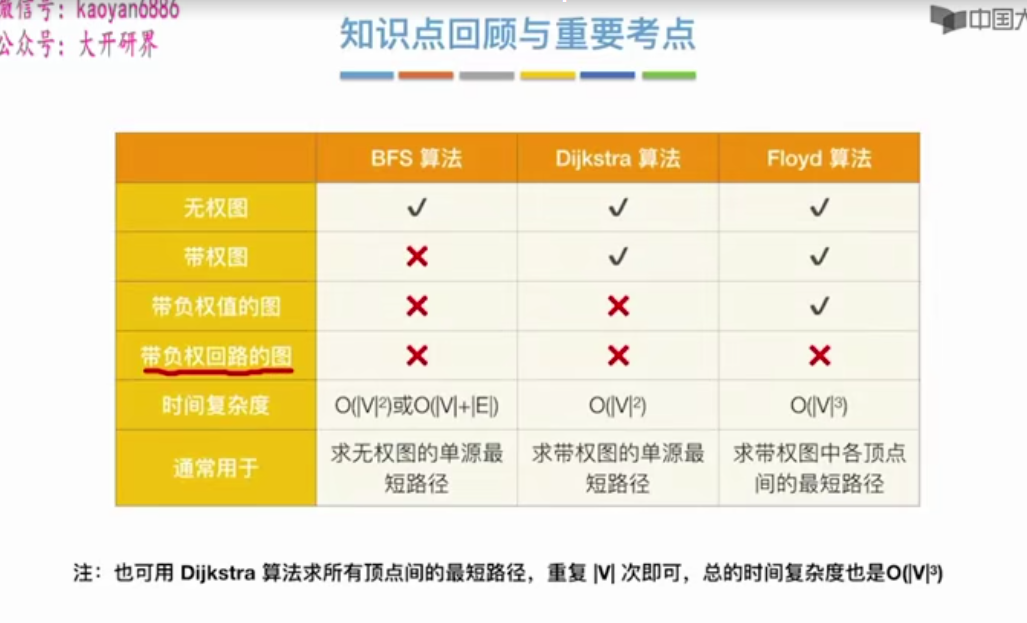 微信号：kaoyan6886
公众号：大开研界
中国大
知识点回顾与重要考点
BFS 算法 Dijkstra 算法 Floyd 算法
无权图 ✓ ✓ ✓
带权图 ✗ ✓ ✓
带负权值的图 ✗ ✗ ✓
带负权回路的图 ✗ ✗ ✗
时间复杂度 O(|V|²)或O(|V|+|E|) O(|V|²) O(|V|³)
通常用于 求无权图的单源最 求带权图的单源最 求带权图中各顶点
短路径 短路径 间的最短路径
注：也可用 Dijkstra 算法求所有顶点间的最短路径，重复 |V| 次即可，总的时间复杂度也是O(|V|³)